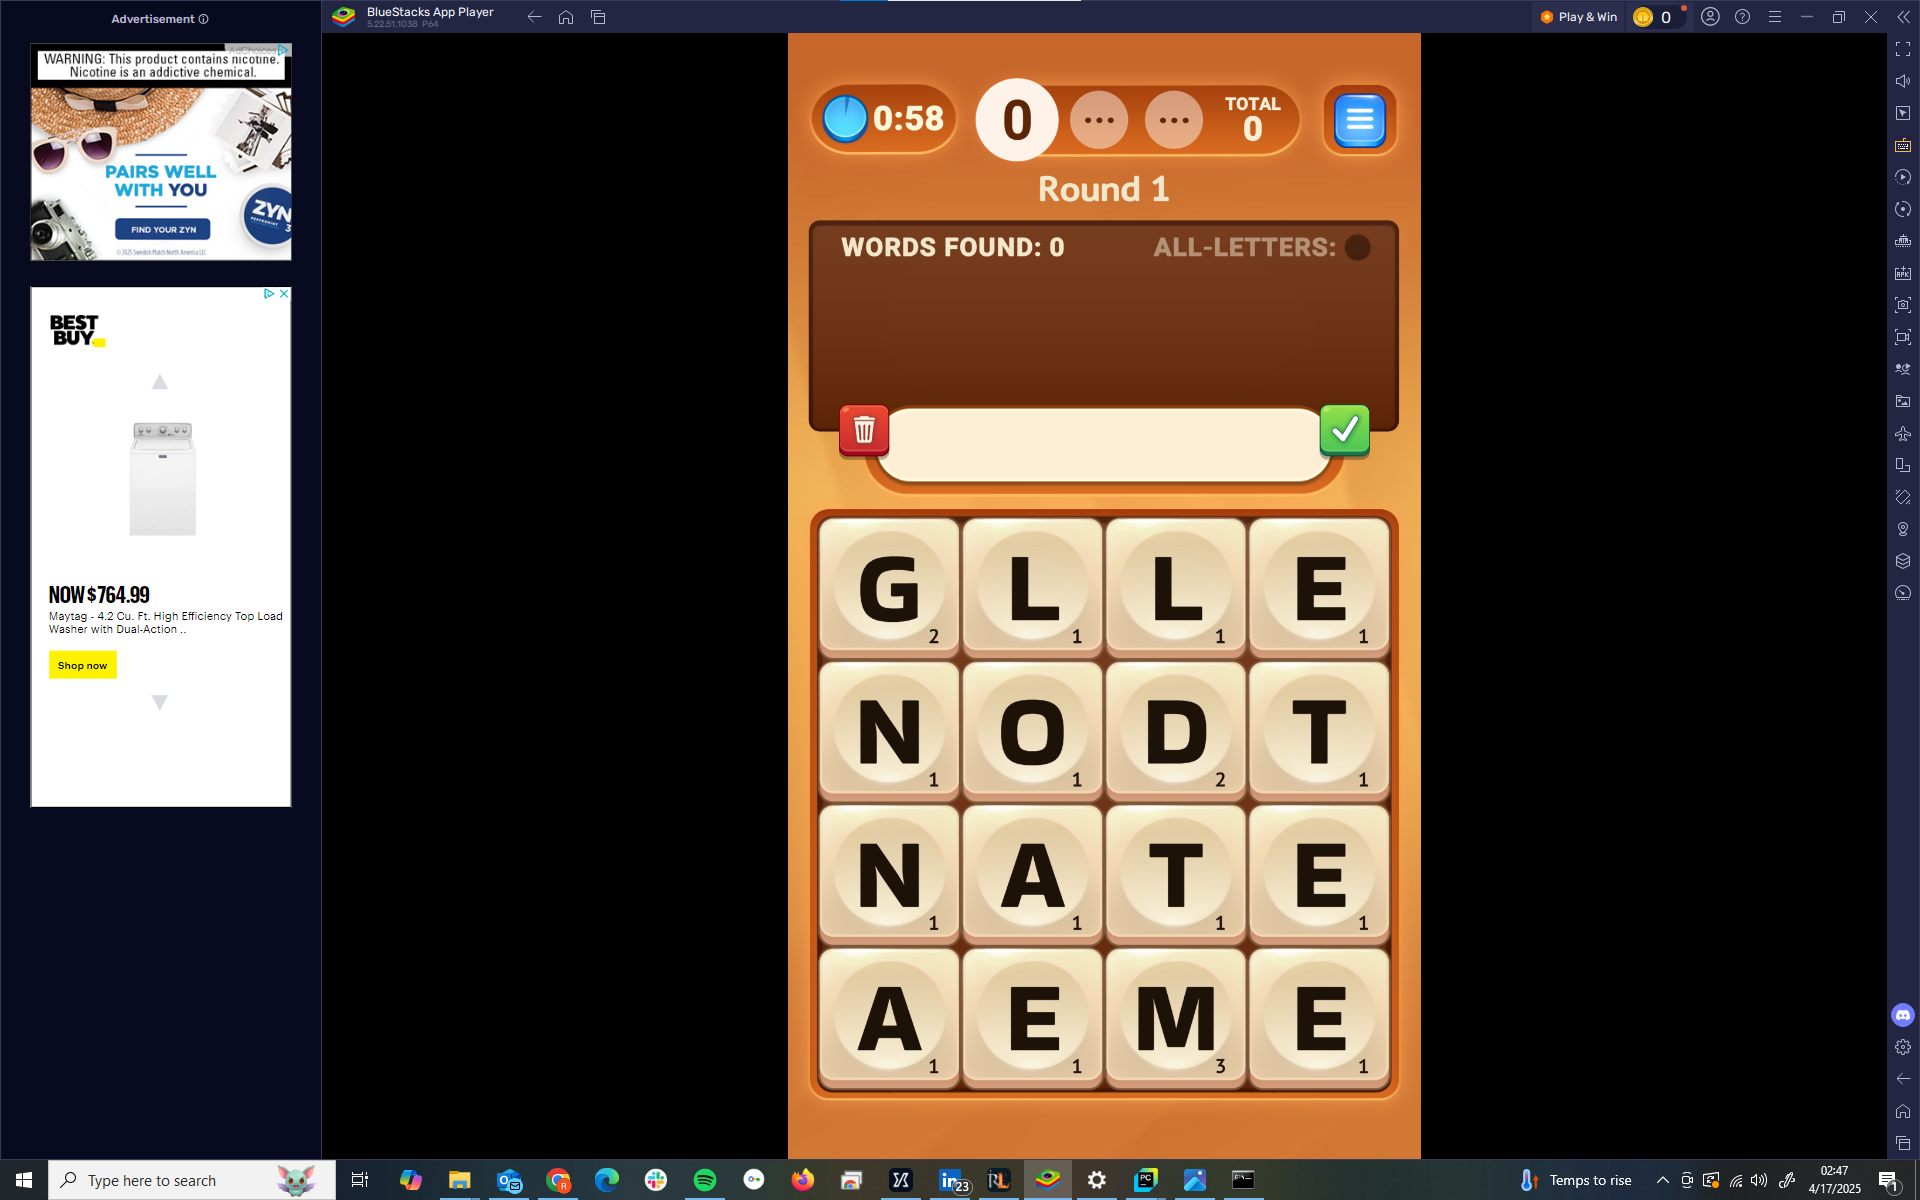 Advertisement
BlueStacks App Player
5.22.51.1038 P64
Play & Win
0
AdChoices
WARNING: This product contains nicotine.
Nicotine is an addictive chemical.
PAIRS WELL
WITH YOU
FIND YOUR ZYN
ZYN
© 2025 Swedish Match North America LLC
BEST
BUY
NOW $764.99
Maytag - 4.2 Cu. Ft. High Efficiency Top Load
Washer with Dual-Action ..
Shop now
0:58
0
...
...
TOTAL
0
Round 1
WORDS FOUND: 0
ALL-LETTERS:
G 2 L 1 L 1 E 1
N 1 O 1 D 2 T 1
N 1 A 1 T 1 E 1
A 1 E 1 M 3 E 1
Type here to search
23
Temps to rise
02:47
4/17/2025
1